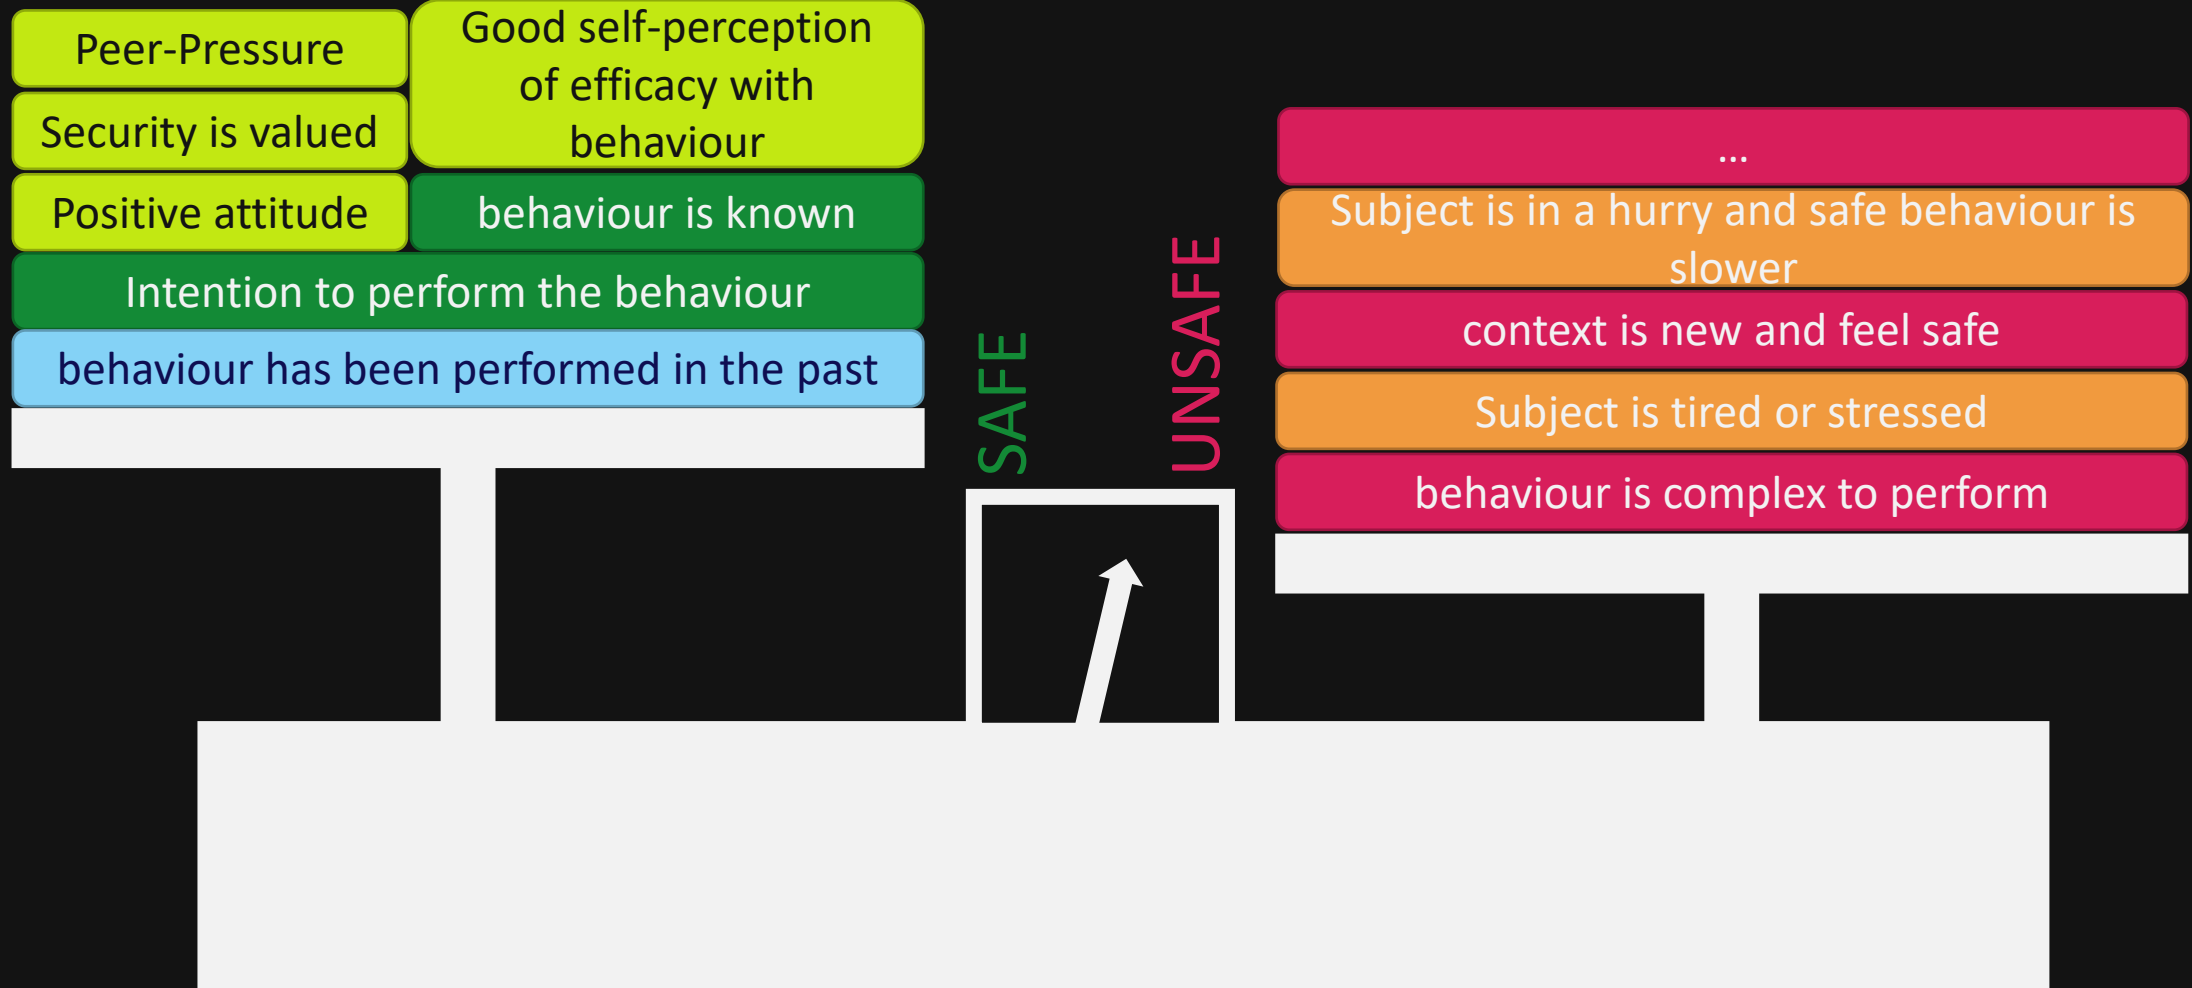 Peer-Pressure
Security is valued
Positive attitude
Good self-perception
of efficacy with
behaviour
behaviour is known
Intention to perform the behaviour
behaviour has been performed in the past
SAFE
UNSAFE
...
Subject is in a hurry and safe behaviour is
slower
context is new and feel safe
Subject is tired or stressed
behaviour is complex to perform